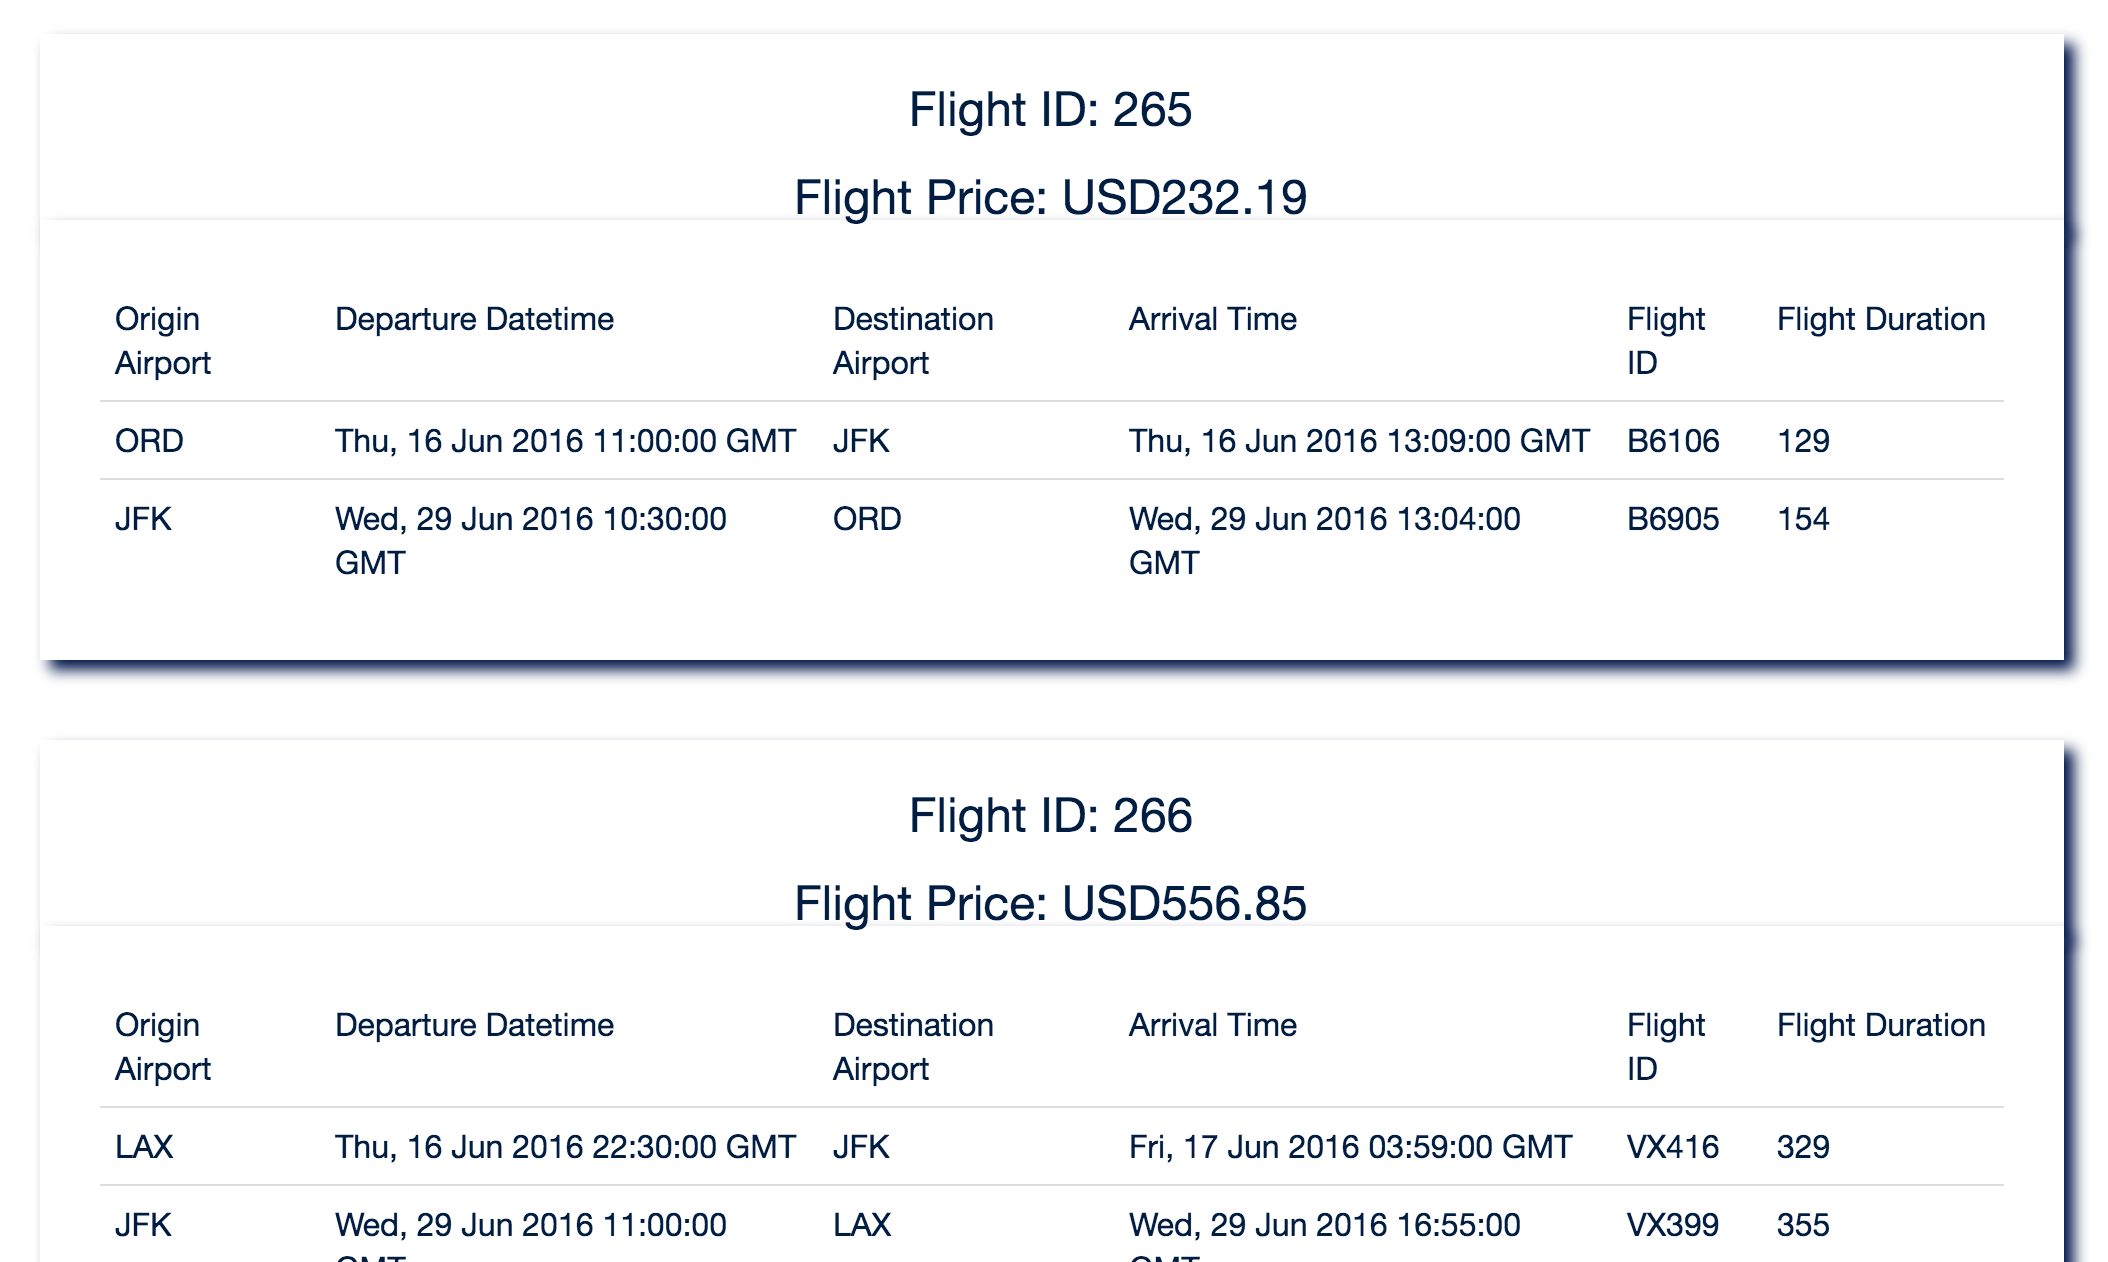 Flight ID: 265
Flight Price: USD232.19
Origin Airport Departure Datetime Destination Airport Arrival Time Flight ID Flight Duration
ORD Thu, 16 Jun 2016 11:00:00 GMT JFK Thu, 16 Jun 2016 13:09:00 GMT B6106 129
JFK Wed, 29 Jun 2016 10:30:00 GMT ORD Wed, 29 Jun 2016 13:04:00 GMT B6905 154
Flight ID: 266
Flight Price: USD556.85
Origin Airport Departure Datetime Destination Airport Arrival Time Flight ID Flight Duration
LAX Thu, 16 Jun 2016 22:30:00 GMT JFK Fri, 17 Jun 2016 03:59:00 GMT VX416 329
JFK Wed, 29 Jun 2016 11:00:00 GMT LAX Wed, 29 Jun 2016 16:55:00 GMT VX399 355